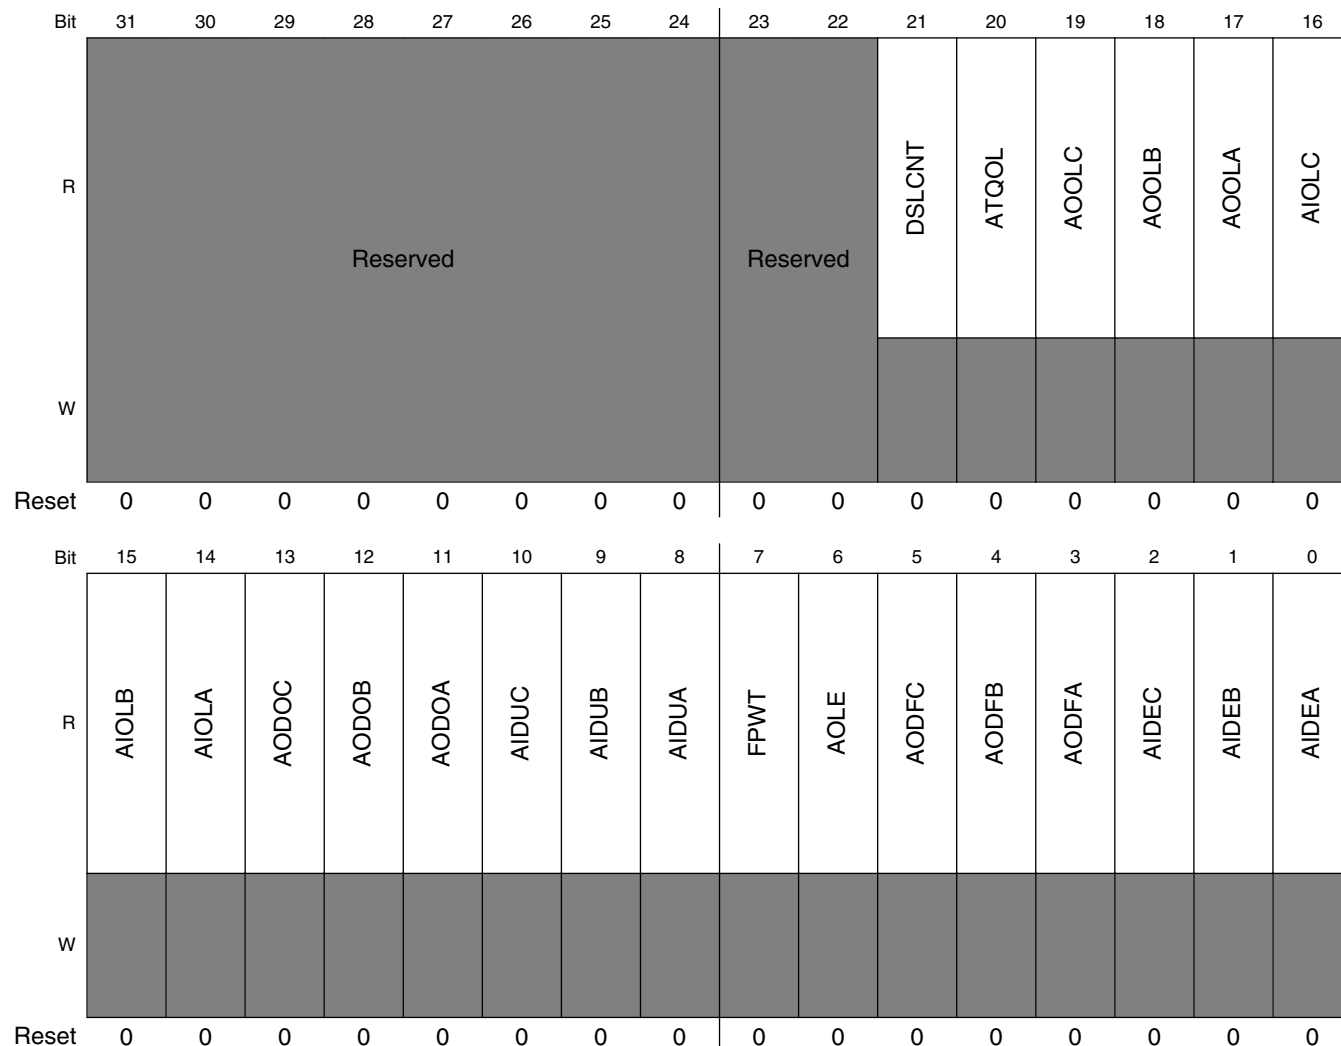 Bit 31 30 29 28 27 26 25 24 23 22 21 20 19 18 17 16
R DSLCNT ATQOL AOOLC AOOLB AOOLA AIOLC
Reserved Reserved
W
Reset 0 0 0 0 0 0 0 0 0 0 0 0 0 0 0 0
Bit 15 14 13 12 11 10 9 8 7 6 5 4 3 2 1 0
R AIOLB AIOLA AODOC AODOB AODOA AIDUC AIDUB AIDUA FPWT AOLE AODFC AODFB AODFA AIDEC AIDEB AIDEA
W
Reset 0 0 0 0 0 0 0 0 0 0 0 0 0 0 0 0